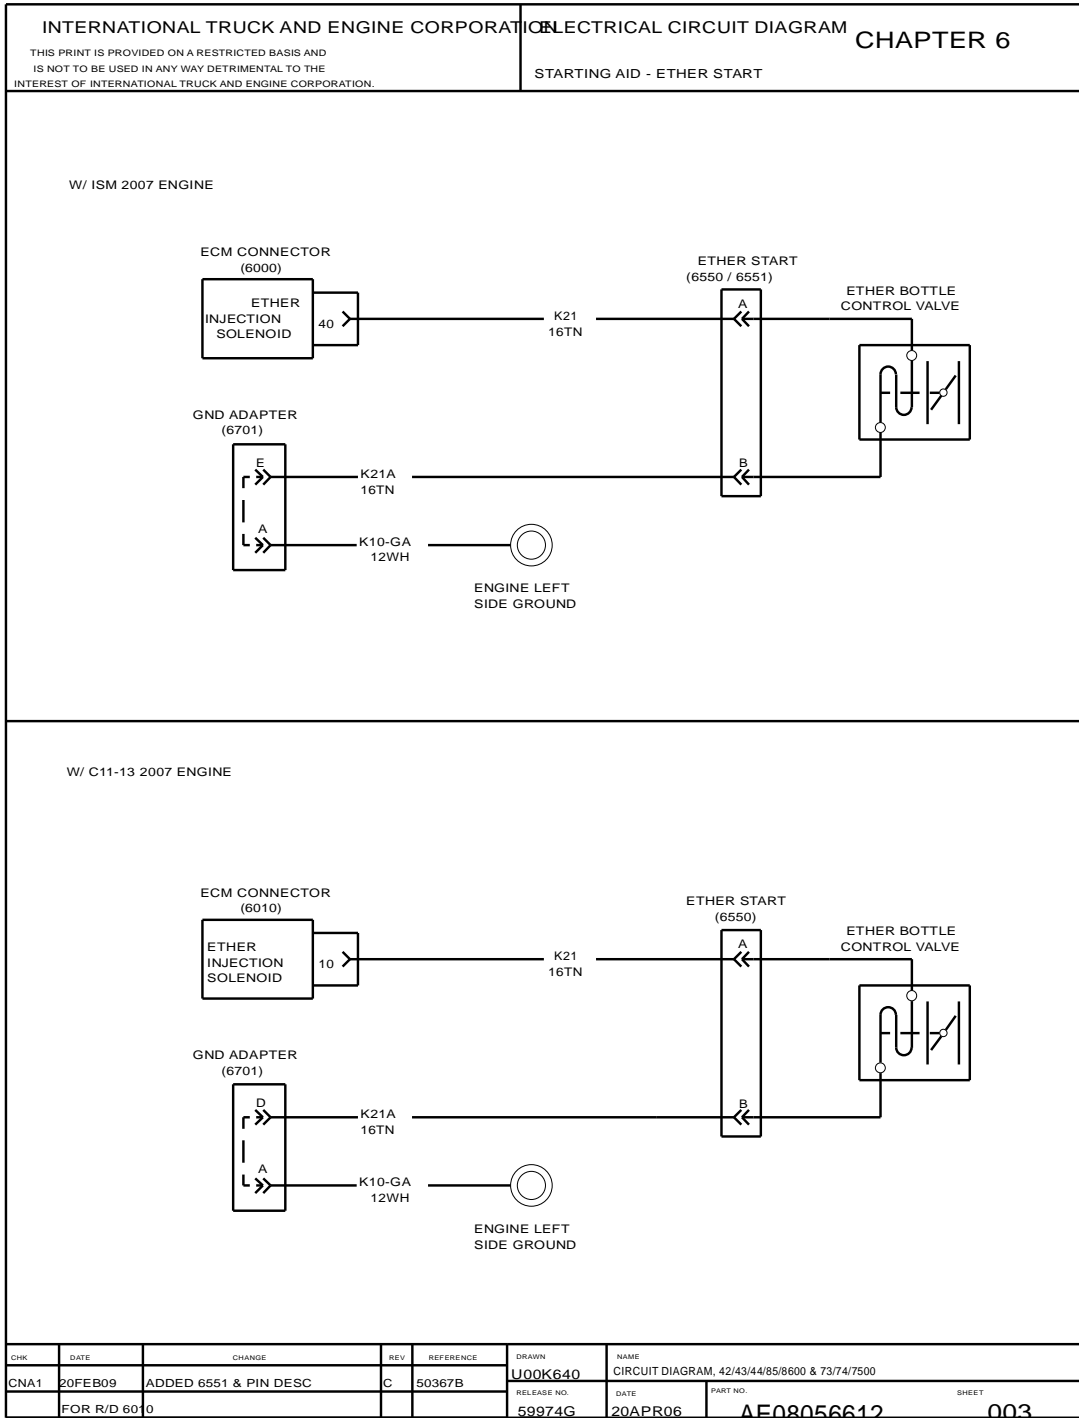 INTERNATIONAL TRUCK AND ENGINE CORPORATION
THIS PRINT IS PROVIDED ON A RESTRICTED BASIS AND
IS NOT TO BE USED IN ANY WAY DETRIMENTAL TO THE
INTEREST OF INTERNATIONAL TRUCK AND ENGINE CORPORATION.
ELECTRICAL CIRCUIT DIAGRAM
CHAPTER 6
STARTING AID - ETHER START
W/ ISM 2007 ENGINE
ECM CONNECTOR
(6000)
ETHER
INJECTION
SOLENOID
40
K21
16TN
ETHER START
(6550 / 6551)
A
ETHER BOTTLE
CONTROL VALVE
GND ADAPTER
(6701)
E
K21A
16TN
B
A
K10-GA
12WH
ENGINE LEFT
SIDE GROUND
W/ C11-13 2007 ENGINE
ECM CONNECTOR
(6010)
ETHER
INJECTION
SOLENOID
10
K21
16TN
ETHER START
(6550)
A
ETHER BOTTLE
CONTROL VALVE
GND ADAPTER
(6701)
D
K21A
16TN
B
A
K10-GA
12WH
ENGINE LEFT
SIDE GROUND
CHK DATE CHANGE REV REFERENCE
CNA1 20FEB09 ADDED 6551 & PIN DESC C 50367B
FOR R/D 6010
DRAWN
U00K640
NAME
CIRCUIT DIAGRAM, 42/43/44/85/8600 & 73/74/7500
RELEASE NO.
59974G
DATE
20APR06
PART NO.
AE08056612
SHEET
003